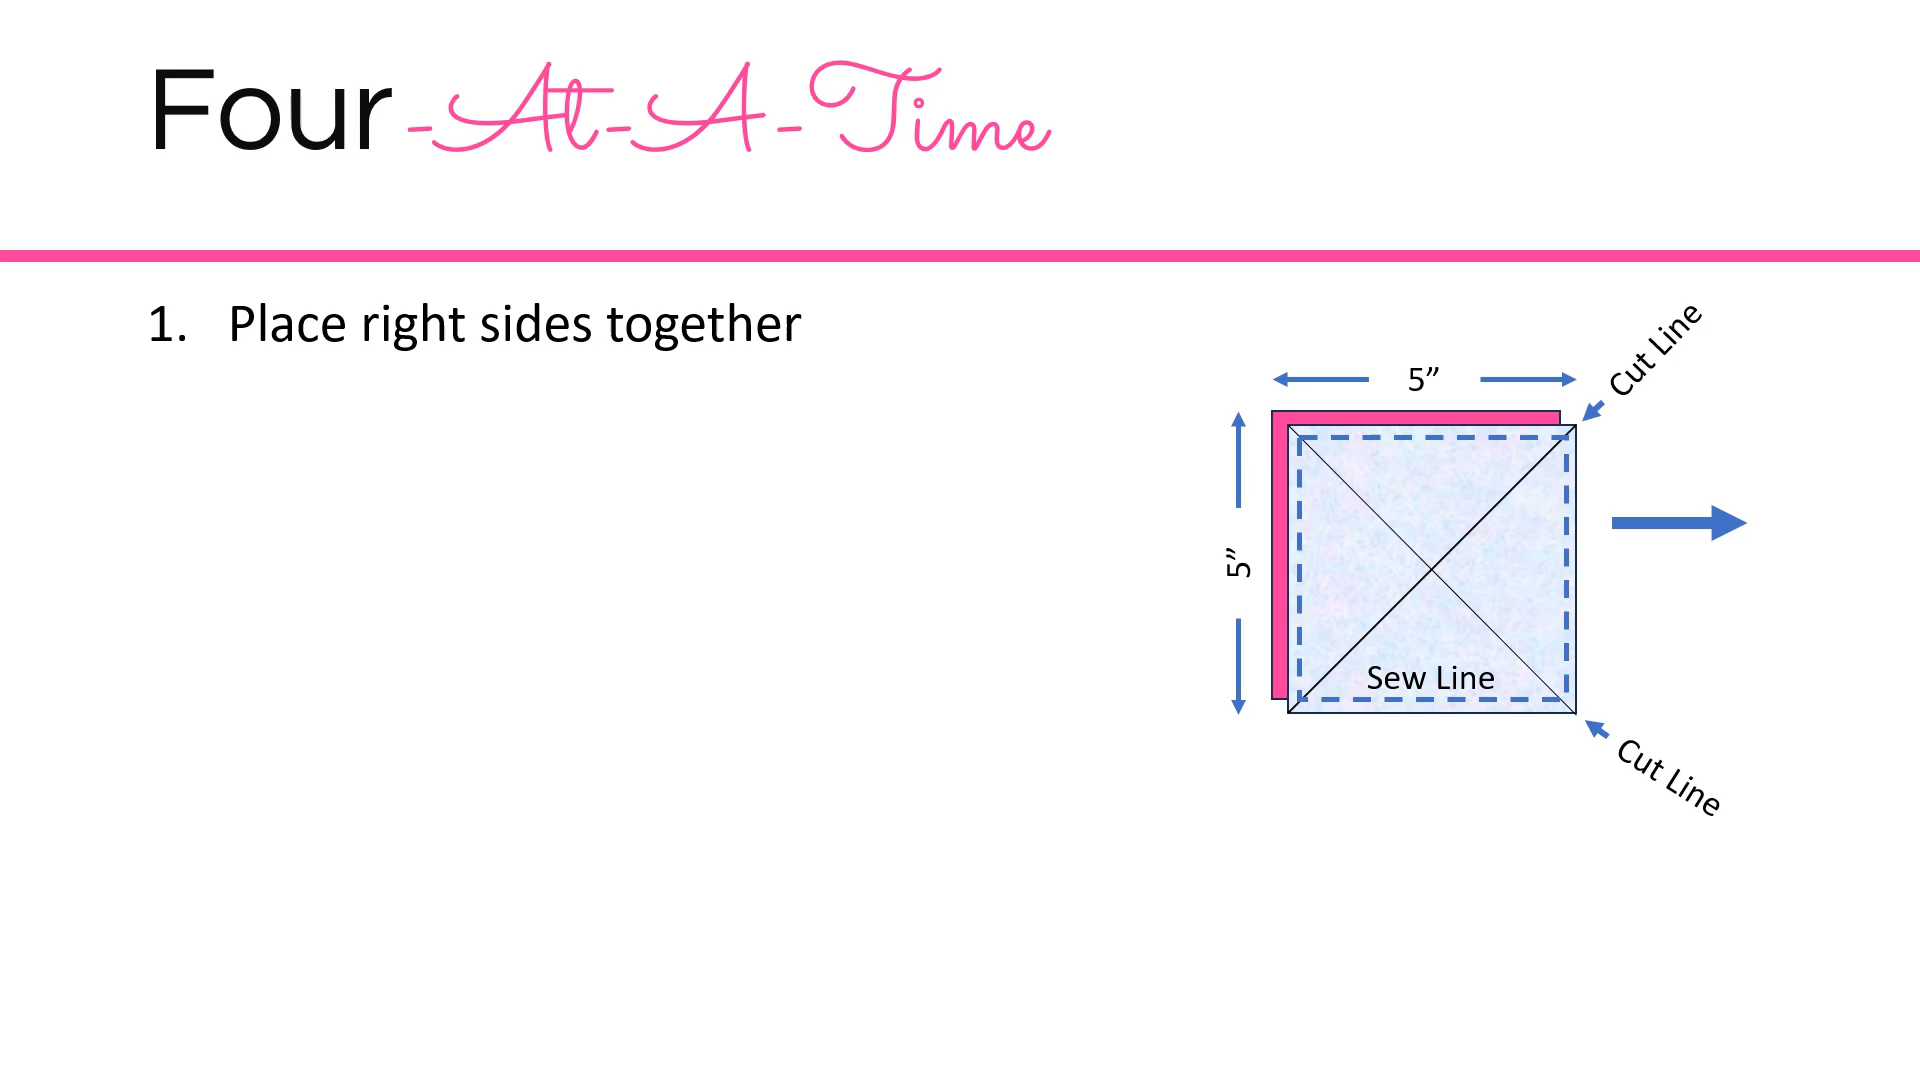 Four-At-A-Time
1. Place right sides together
Cut Line
5”
5”
Sew Line
Cut Line